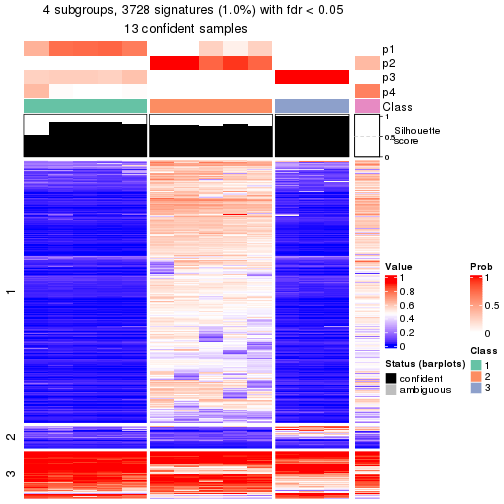 4 subgroups, 3728 signatures (1.0%) with fdr < 0.05
13 confident samples
p1
p2
p3
p4
Class
1
0.5
0
Silhouette
score
1
2
3
Value
1
0.8
0.6
0.4
0.2
0
Prob
1
0.5
0
Status (barplots)
confident
ambiguous
Class
1
2
3